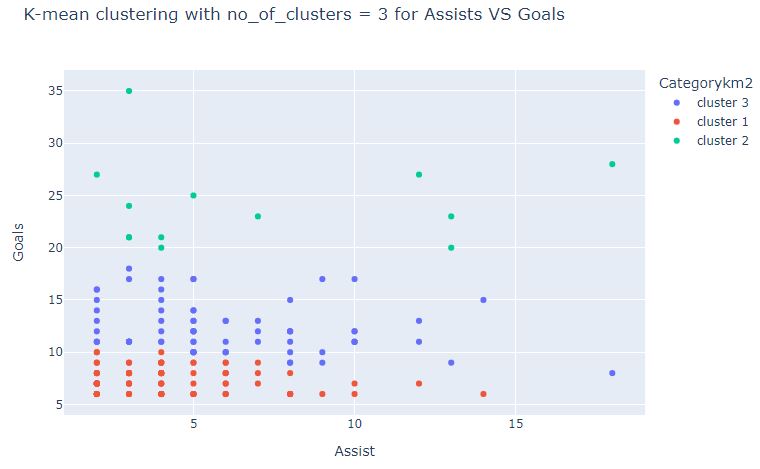 K-mean clustering with no_of_clusters = 3 for Assists VS Goals
Categorykm2
cluster 3
cluster 1
cluster 2
35
30
25
20
15
10
5
Goals
5
10
15
Assist